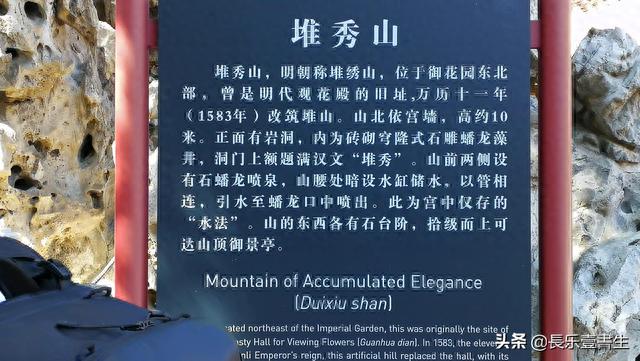 堆秀山
堆秀山，明朝称堆绣山，位于御花园东北
部。曾是明代观花殿的旧址，万历十一年
（1583年）改筑堆山。山北依宫墙，高约10
米。正面有岩洞，内为砖砌穹隆式石雕蟠龙藻
井，洞门上额题满汉文“堆秀”。山前两侧设
有石蟠龙喷泉，山腰处暗设水缸储水，以管相
连，引水至蟠龙口中喷出。此为宫中仅存的
“水法”。山的东西各有石台阶，拾级而上可
达山顶御景亭。
Mountain of Accumulated Elegance
(Duixiu shan)
northeast of the Imperial Garden, this was originally the site of
Hall for Viewing Flowers (Guanhua dian). In 1583, the
Emperor's reign, this artificial hill replaced the hall, with its
头条 @長乐壹書生